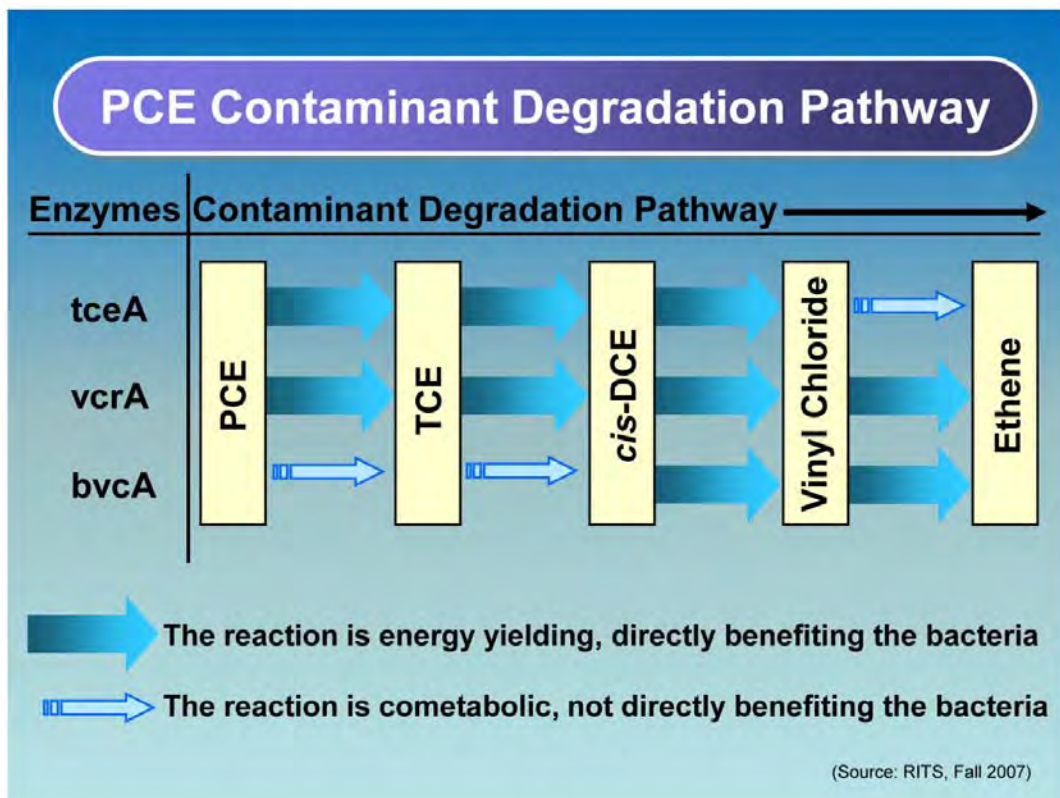 PCE Contaminant Degradation Pathway
Enzymes Contaminant Degradation Pathway
tceA
vcrA
bvcA
PCE
TCE
cis-DCE
Vinyl Chloride
Ethene
The reaction is energy yielding, directly benefiting the bacteria
The reaction is cometabolic, not directly benefiting the bacteria
(Source: RITS, Fall 2007)